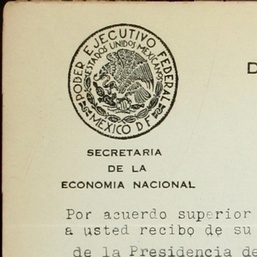 PODER EJECUTIVO FEDERAL
ESTADOS UNIDOS MEXICANOS
MEXICO D F
D
SECRETARIA
DE LA
ECONOMIA NACIONAL
Por acuerdo superior
a usted recibo de su
de la Presidencia de